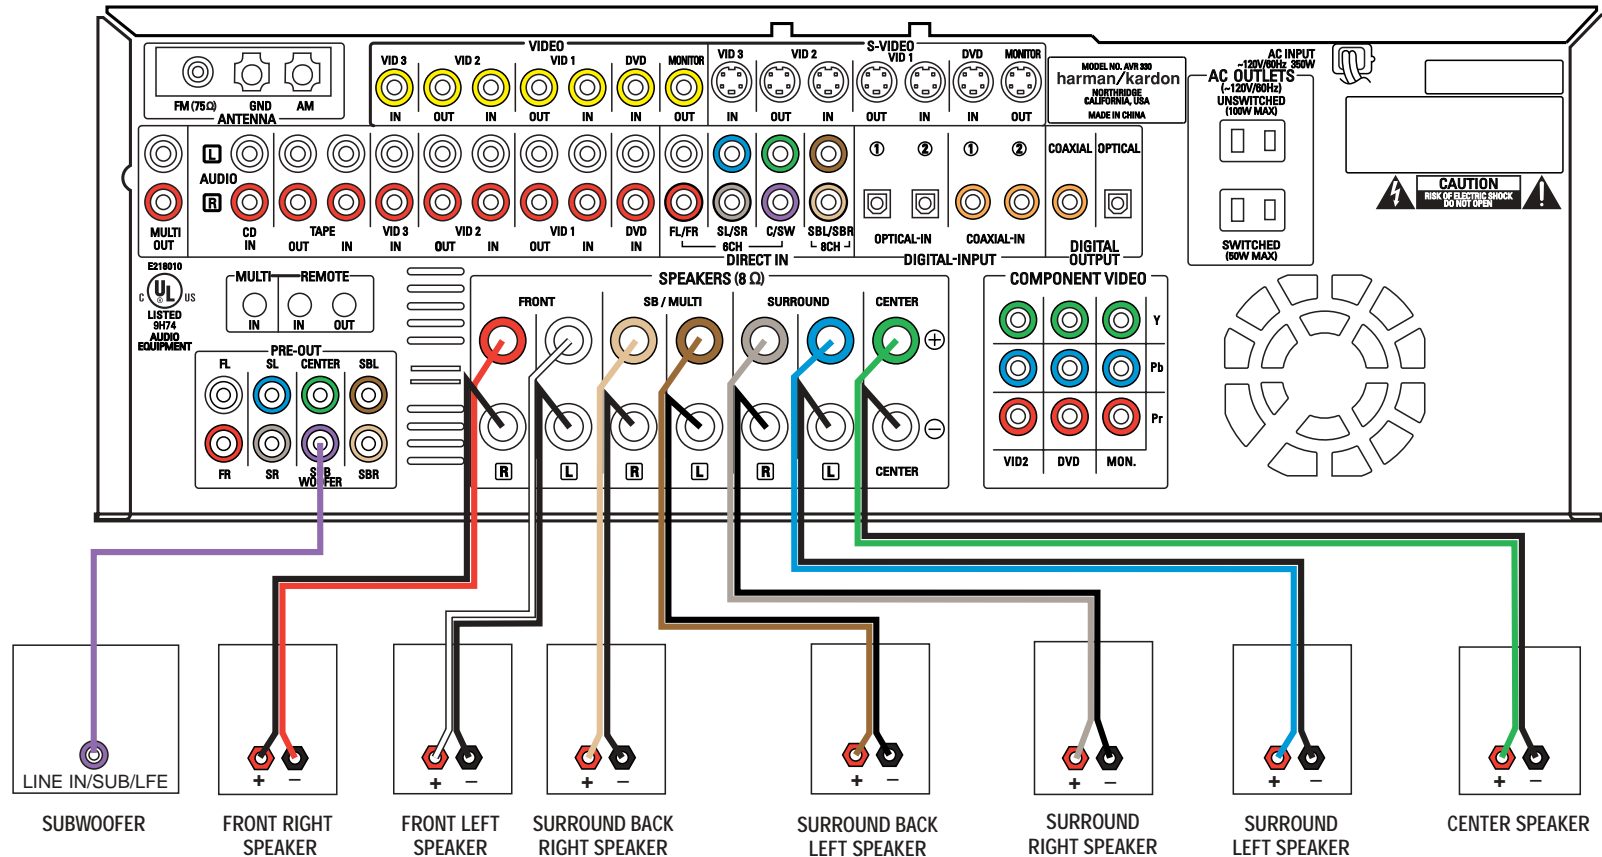 VIDEO
S-VIDEO
VID 3 VID 2 VID 1 DVD MONITOR
VID 3 VID 2 VID 1 DVD MONITOR
IN OUT IN OUT IN IN OUT
IN OUT IN OUT IN OUT
FM (75Ω) GND AM
ANTENNA
MODEL NO. AVR 330
harman/kardon
NORTHRIDGE
CALIFORNIA, USA
MADE IN CHINA
AC INPUT
~120V/60Hz 350W
AC OUTLETS
(~120V/60Hz)
UNSWITCHED
(100W MAX)
SWITCHED
(50W MAX)
CAUTION
RISK OF ELECTRIC SHOCK
DO NOT OPEN
L
AUDIO
R
MULTI
OUT
CD
IN
TAPE
OUT IN
VID 3
IN
VID 2
OUT IN
VID 1
OUT IN
DVD
IN
FL/FR SL/SR C/SW SBL/SBR
6CH 8CH
DIRECT IN
1 2 1 2
OPTICAL-IN COAXIAL-IN
DIGITAL-INPUT
COAXIAL OPTICAL
DIGITAL
OUTPUT
E218010
C UL US
LISTED
9H74
AUDIO
EQUIPMENT
MULTI REMOTE
IN IN OUT
PRE-OUT
FL SL CENTER SBL
FR SR SUB WOOFER SBR
SPEAKERS (8 Ω)
FRONT SB / MULTI SURROUND CENTER
+
−
R L R L R L CENTER
COMPONENT VIDEO
Y
Pb
Pr
VID2 DVD MON.
LINE IN/SUB/LFE
+ − + − + − + − + − + − + −
SUBWOOFER
FRONT RIGHT
SPEAKER
FRONT LEFT
SPEAKER
SURROUND BACK
RIGHT SPEAKER
SURROUND BACK
LEFT SPEAKER
SURROUND
RIGHT SPEAKER
SURROUND
LEFT SPEAKER
CENTER SPEAKER